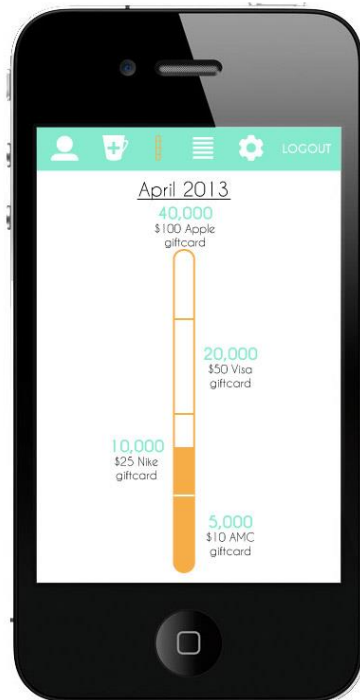 LOGOUT
April 2013
40,000
$100 Apple
giftcard
20,000
$50 Visa
giftcard
10,000
$25 Nike
giftcard
5,000
$10 AMC
giftcard